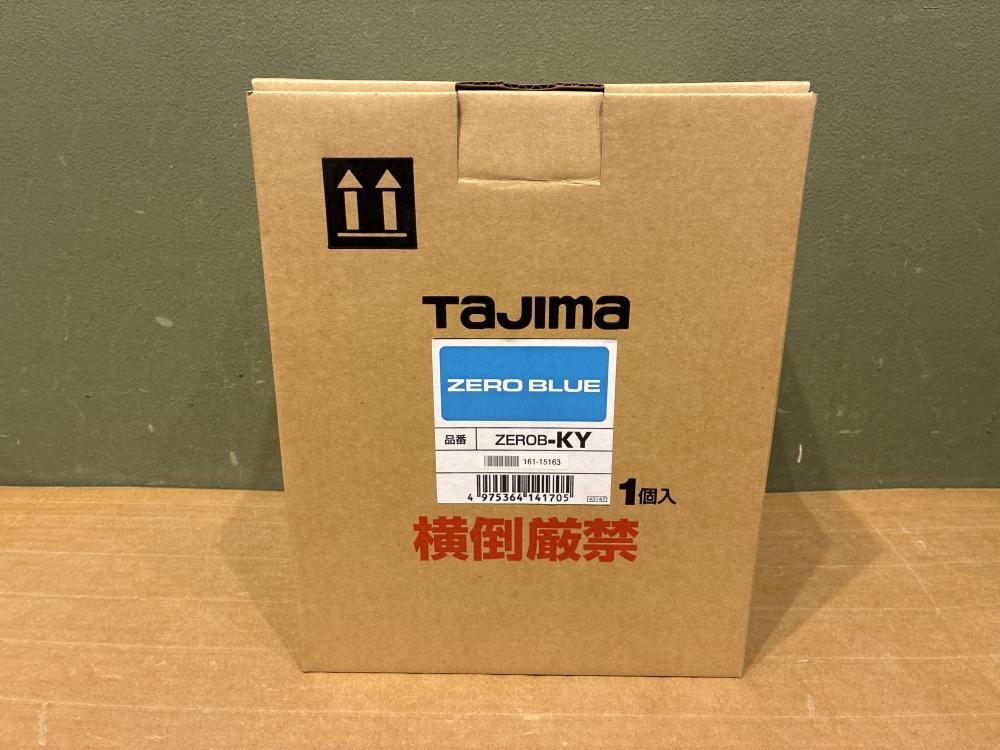 TAJIMA
ZERO BLUE
品番 ZEROB-KY
161-15163
4 975364 141705
1個入
横倒厳禁